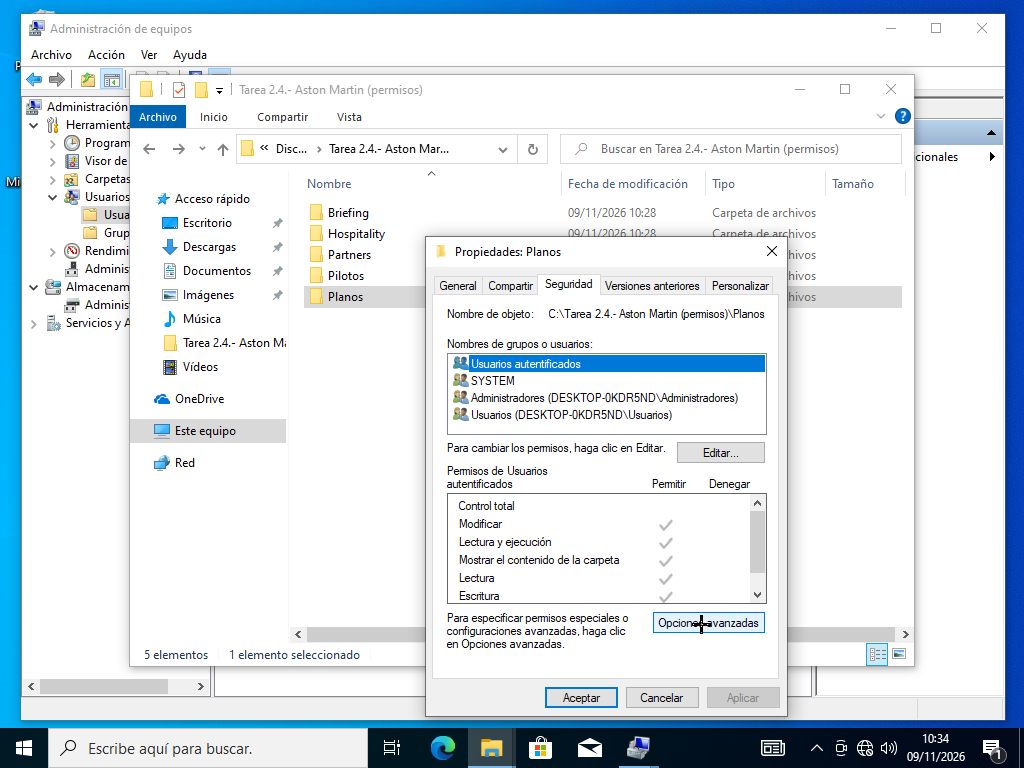 Administración de equipos
Archivo Acción Ver Ayuda
Administración
Herramienta
Program
Visor de
Carpetas
Usuarios
Usua
Grup
Rendimi
Adminis
Almacenam
Adminis
Servicios y A
cionales
Tarea 2.4.- Aston Martin (permisos)
Archivo Inicio Compartir Vista
« Disc... › Tarea 2.4.- Aston Mar...
Buscar en Tarea 2.4.- Aston Martin (permisos)
Acceso rápido
Escritorio
Descargas
Documentos
Imágenes
Música
Tarea 2.4.- Aston Ma
Vídeos
OneDrive
Este equipo
Red
Nombre Fecha de modificación Tipo Tamaño
Briefing 09/11/2026 10:28 Carpeta de archivos
Hospitality 09/11/2026 10:28 Carpeta de archivos
Partners hivos
Pilotos hivos
Planos hivos
5 elementos 1 elemento seleccionado
Propiedades: Planos
General Compartir Seguridad Versiones anteriores Personalizar
Nombre de objeto: C:\Tarea 2.4.- Aston Martin (permisos)\Planos
Nombres de grupos o usuarios:
Usuarios autentificados
SYSTEM
Administradores (DESKTOP-0KDR5ND\Administradores)
Usuarios (DESKTOP-0KDR5ND\Usuarios)
Para cambiar los permisos, haga clic en Editar.
Editar...
Permisos de Usuarios
autentificados Permitir Denegar
Control total
Modificar
Lectura y ejecución
Mostrar el contenido de la carpeta
Lectura
Escritura
Para especificar permisos especiales o
configuraciones avanzadas, haga clic
en Opciones avanzadas.
Opciones avanzadas
Aceptar Cancelar Aplicar
Mi
Escribe aquí para buscar.
10:34
09/11/2026
1